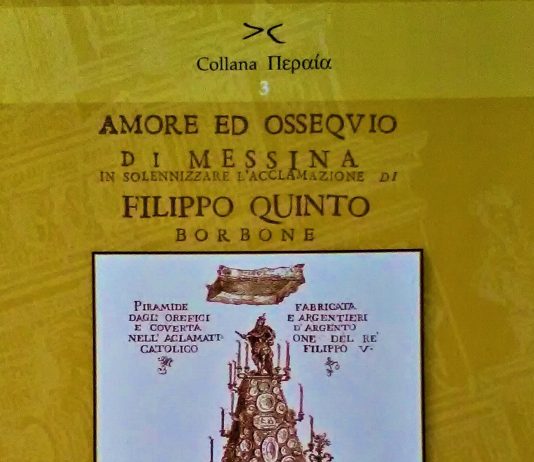 Collana Περαία
3
AMORE ED OSSEQVIO
DI MESSINA
IN SOLENNIZZARE L'ACCLAMAZIONE DI
FILIPPO QUINTO
BORBONE
PIRAMIDE
DAGL' OREFICI
E COVERTA
NELL' ACLAMATI
CATOLICO
FABRICATA
E ARGENTIERI
D'ARGENTO
ONE DEL RE'
FILIPPO V.